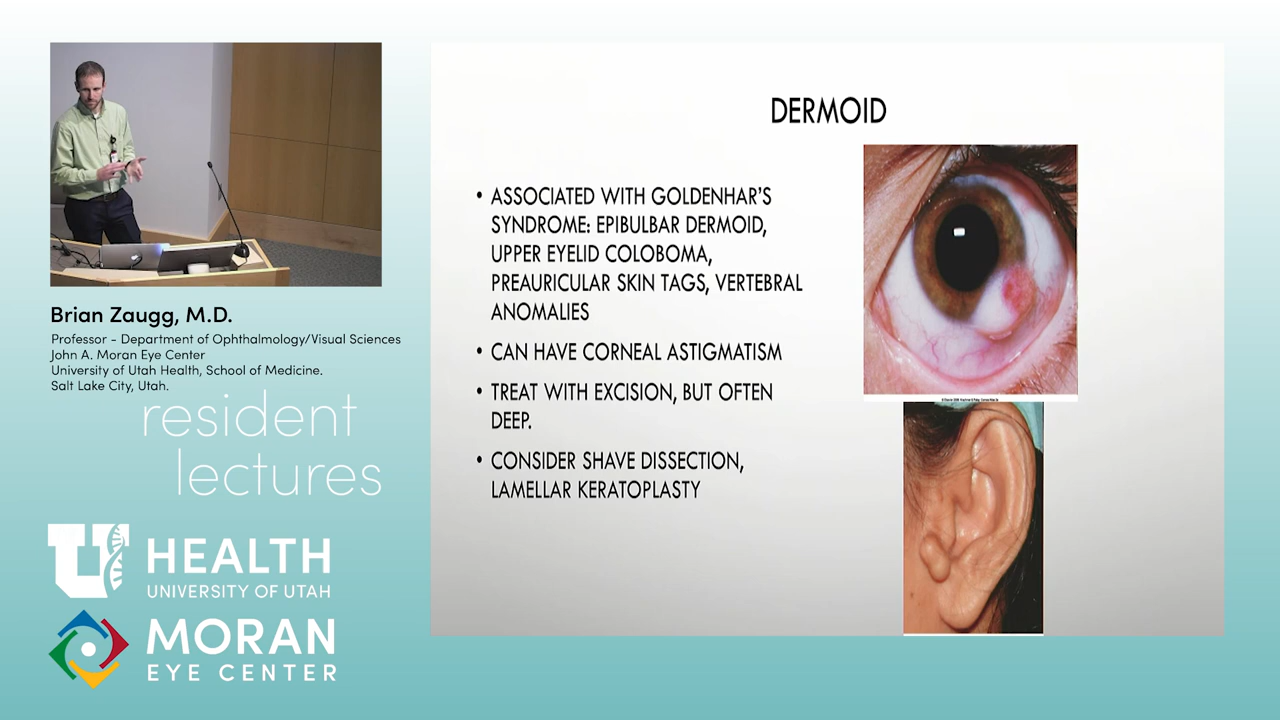 Brian Zaugg, M.D.
Professor - Department of Ophthalmology/Visual Sciences
John A. Moran Eye Center
University of Utah Health, School of Medicine.
Salt Lake City, Utah.
resident
lectures
U HEALTH
UNIVERSITY OF UTAH
MORAN
EYE CENTER
DERMOID
• ASSOCIATED WITH GOLDENHAR'S
SYNDROME: EPIBULBAR DERMOID,
UPPER EYELID COLOBOMA,
PREAURICULAR SKIN TAGS, VERTEBRAL
ANOMALIES
• CAN HAVE CORNEAL ASTIGMATISM
• TREAT WITH EXCISION, BUT OFTEN
DEEP.
• CONSIDER SHAVE DISSECTION,
LAMELLAR KERATOPLASTY